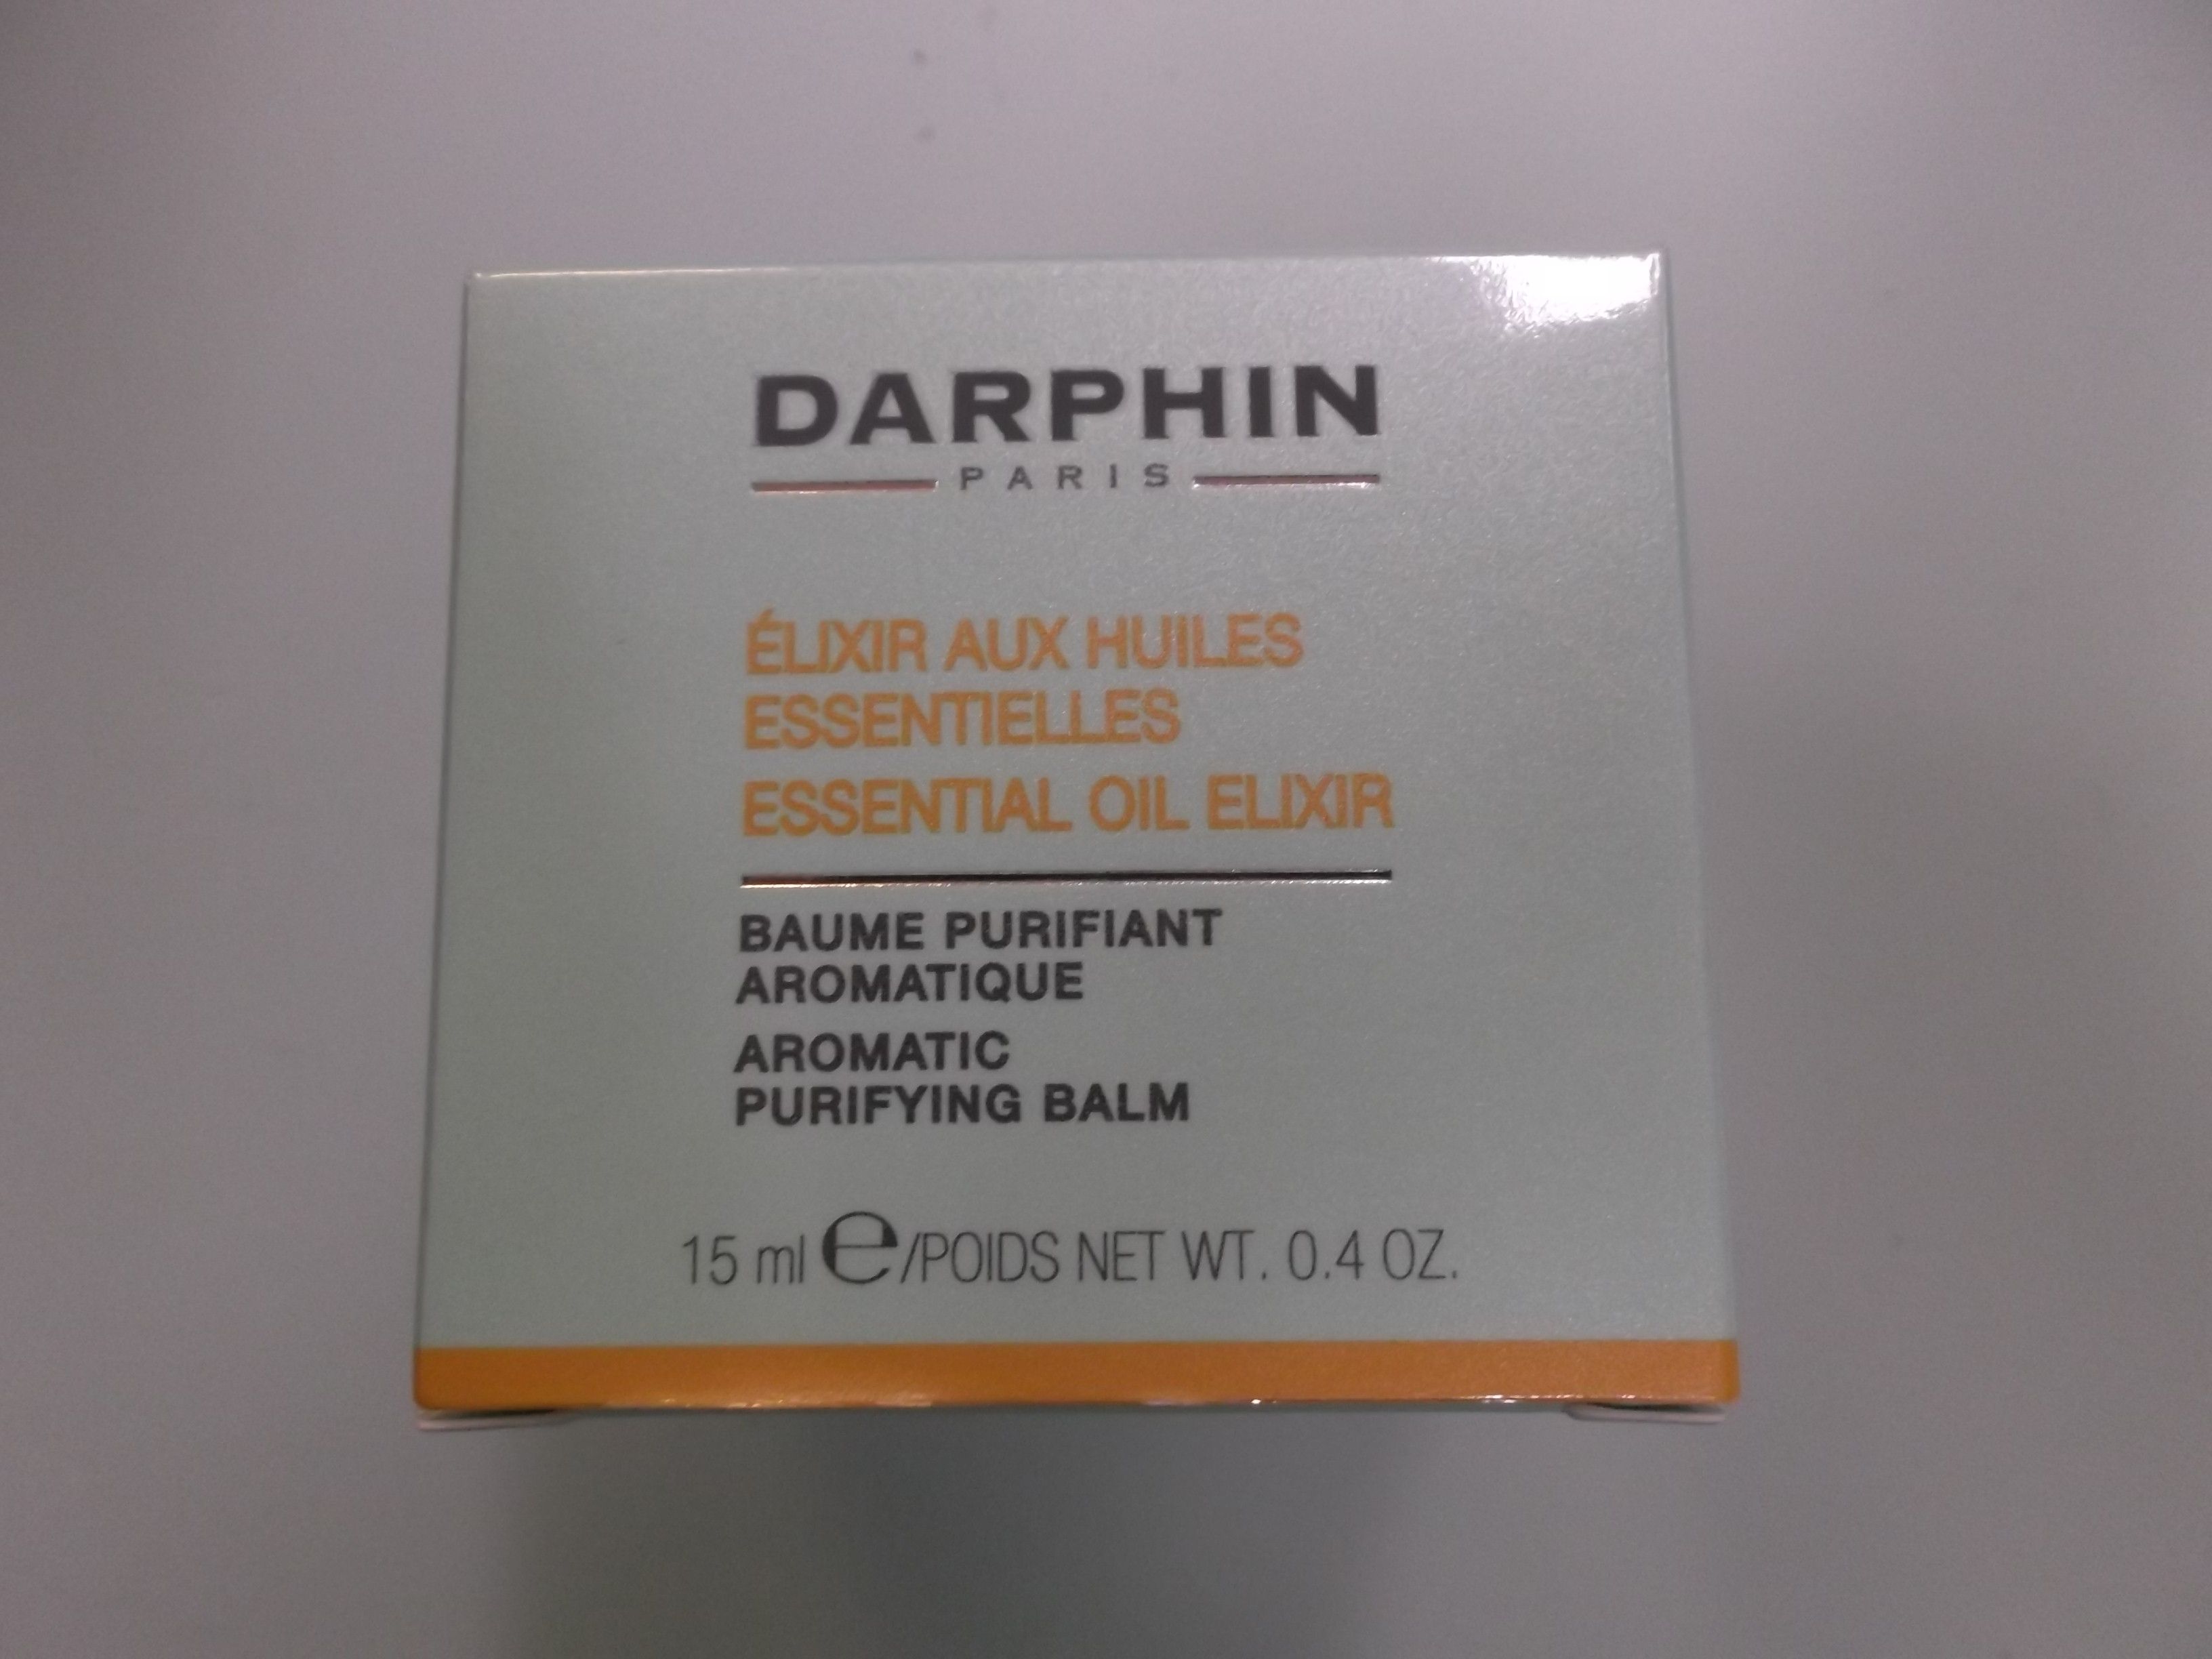 DARPHIN
PARIS
ÉLIXIR AUX HUILES
ESSENTIELLES
ESSENTIAL OIL ELIXIR
BAUME PURIFIANT
AROMATIQUE
AROMATIC
PURIFYING BALM
15 ml ℮/POIDS NET WT. 0.4 OZ.